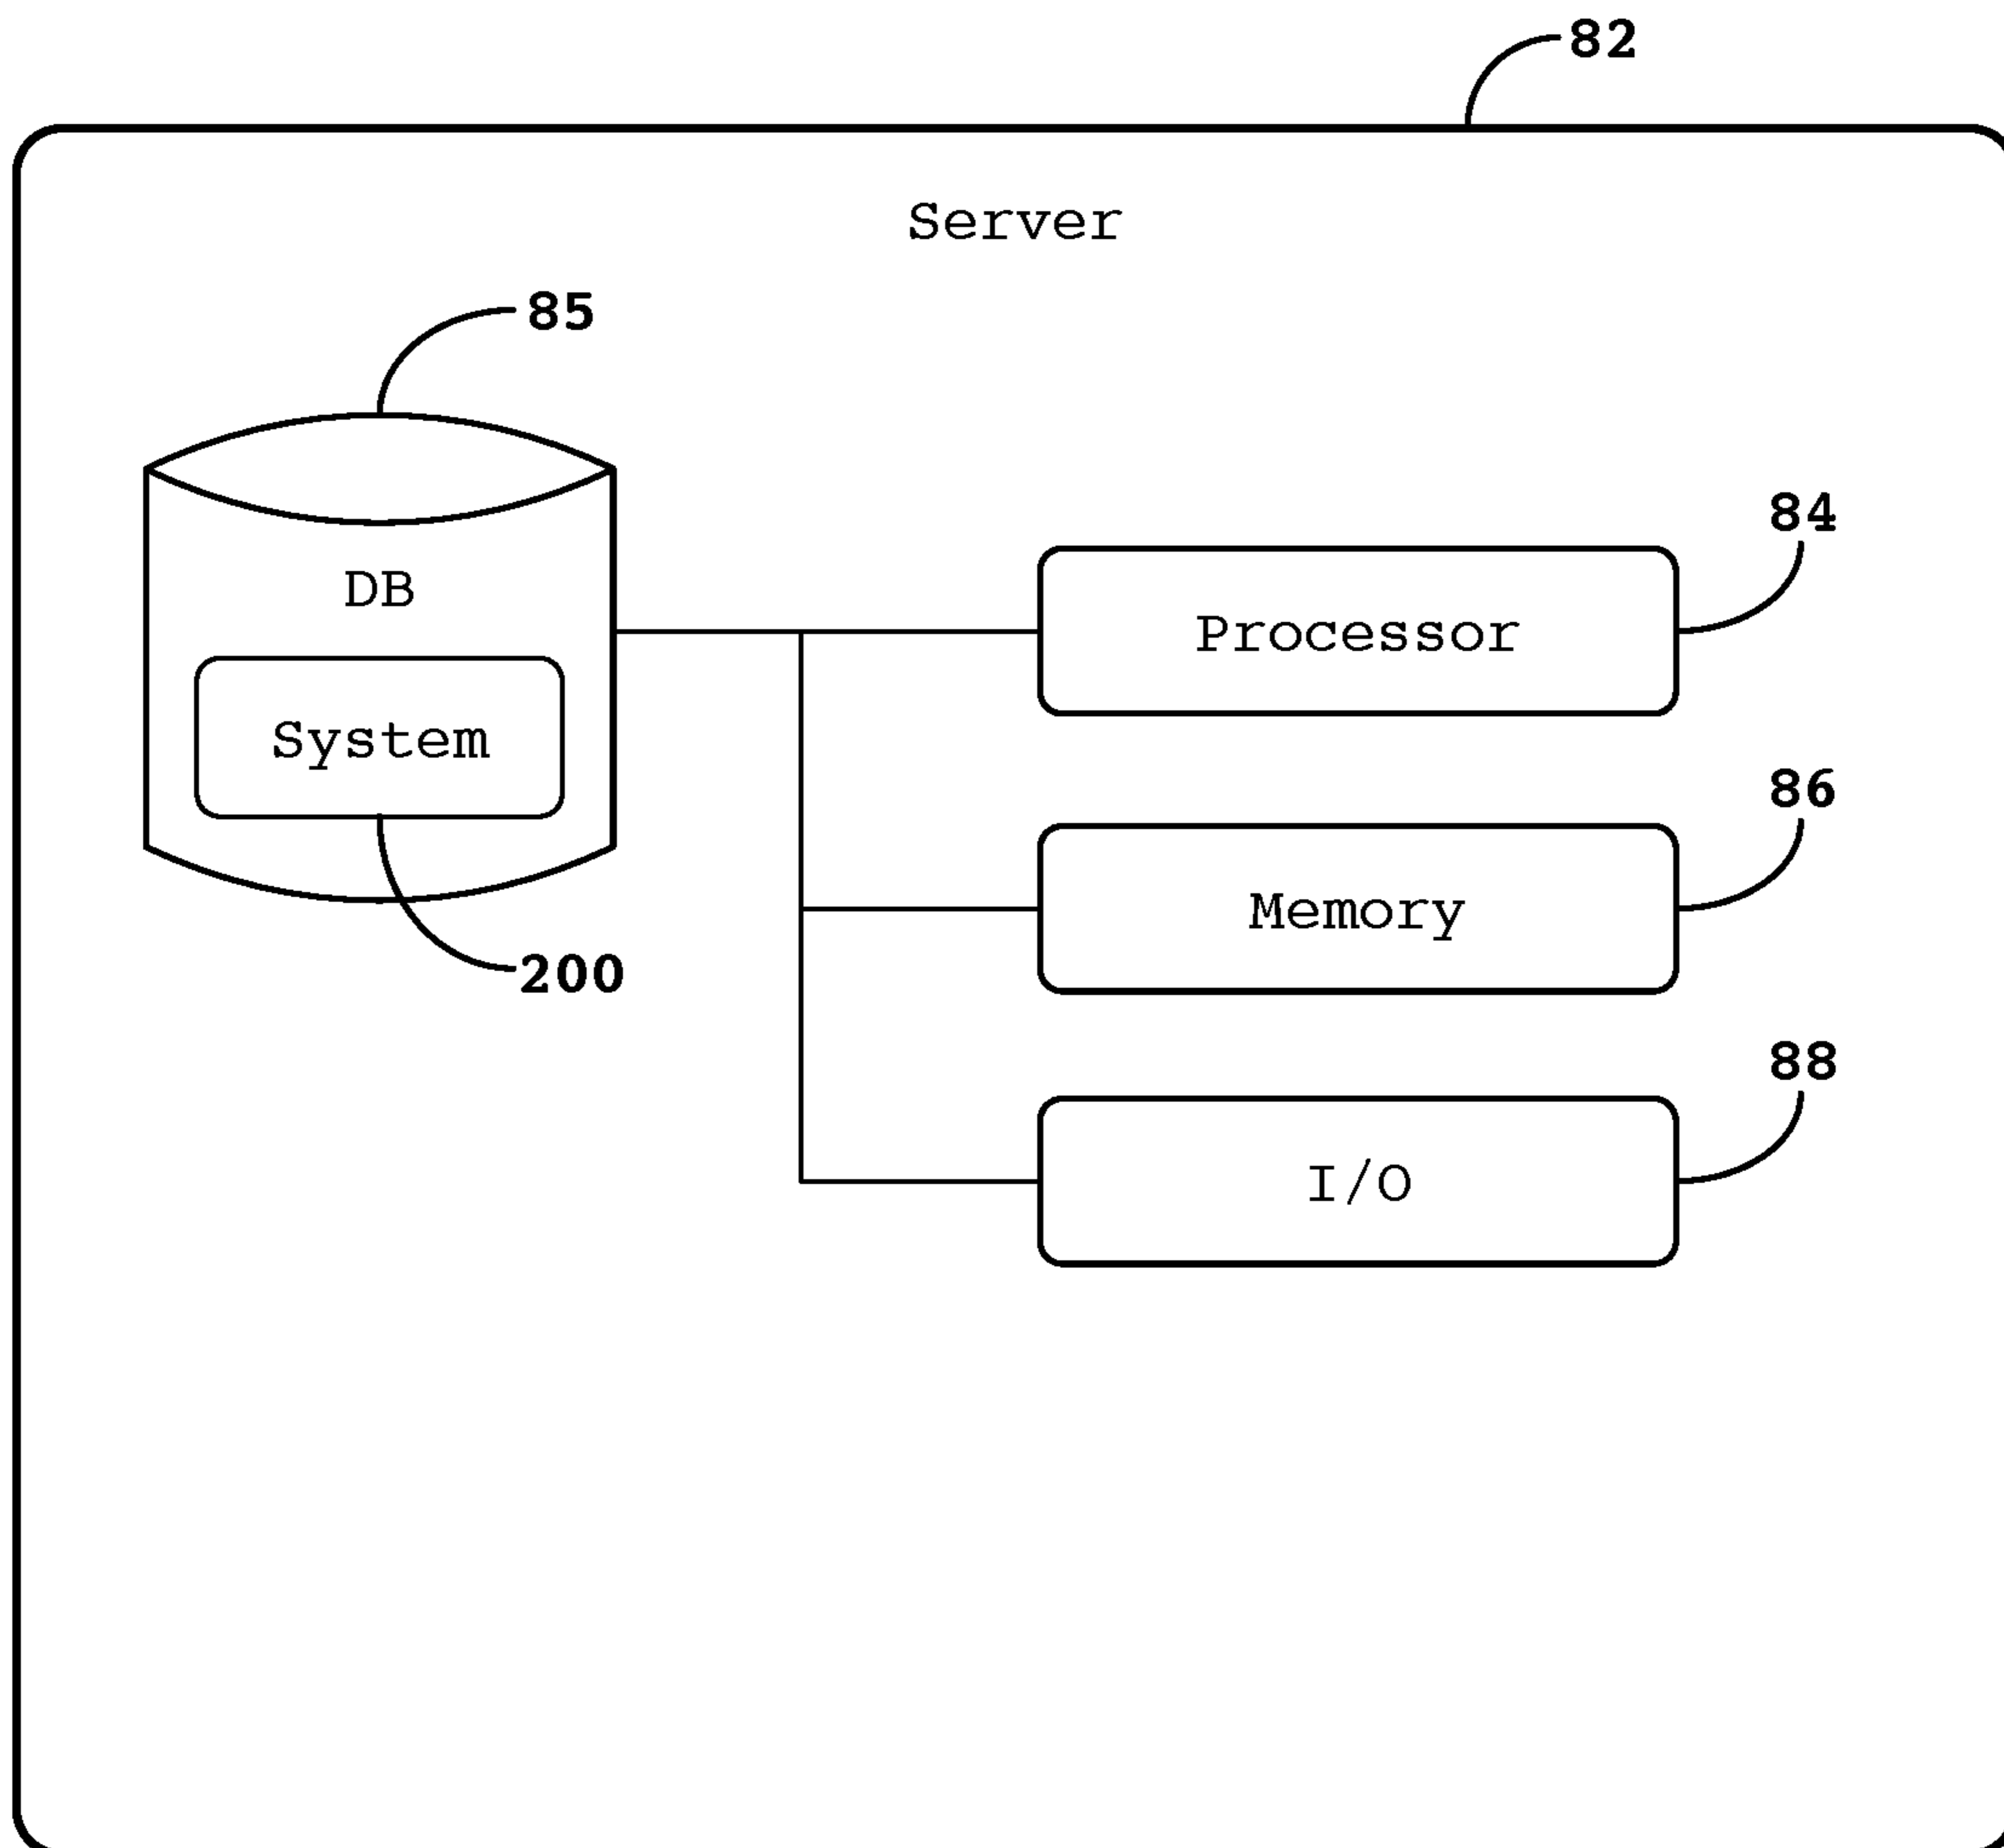 82
Server
85
84
DB
Processor
System
86
Memory
200
88
I/O